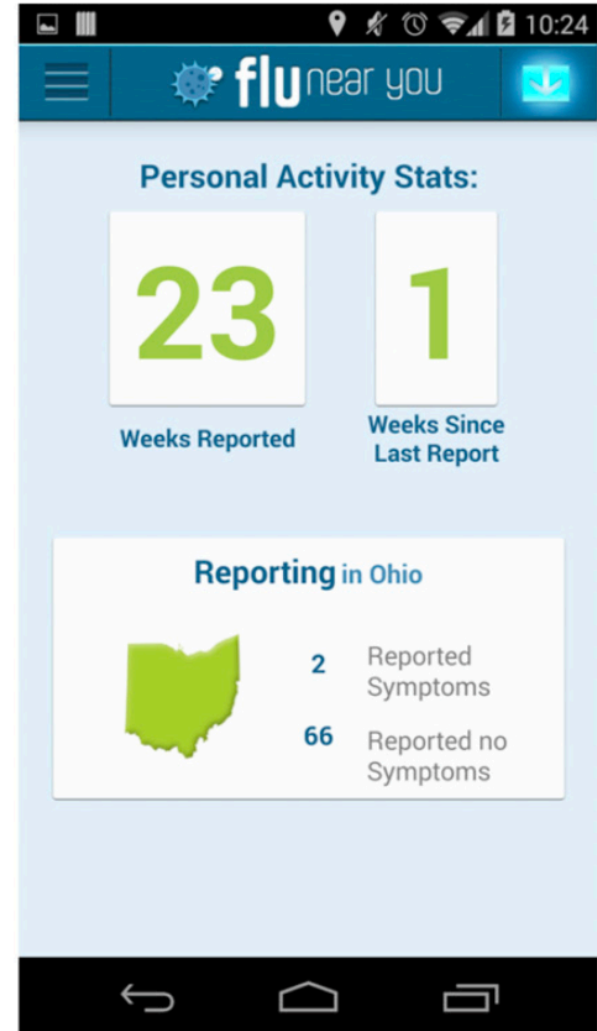 10:24
flu near you
Personal Activity Stats:
23
1
Weeks Reported
Weeks Since
Last Report
Reporting in Ohio
2
Reported
Symptoms
66
Reported no
Symptoms